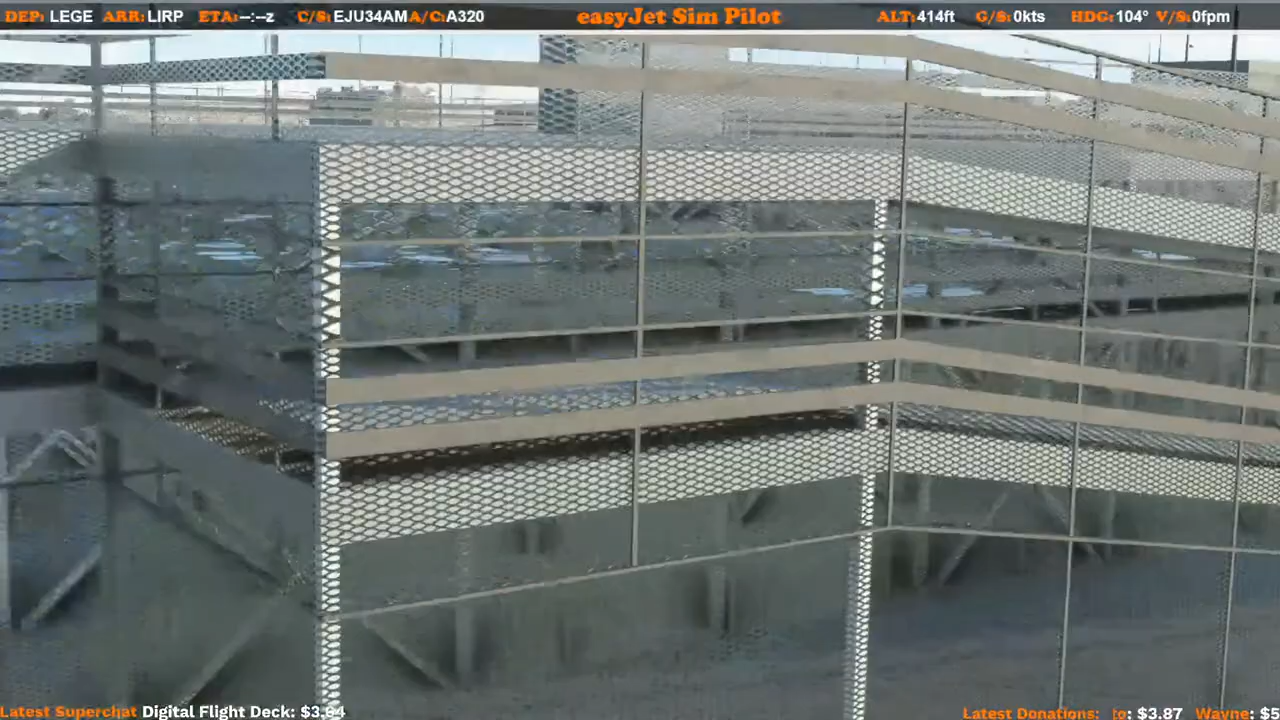 DEP: LEGE ARR: LIRP ETA:--:--z C/S: EJU34AM A/C: A320 easyJet Sim Pilot ALT: 414ft G/S: 0kts HDG: 104° V/S: 0fpm
Latest Superchat Digital Flight Deck: $3.64 Latest Donations: to: $3.87 Wayne: $5